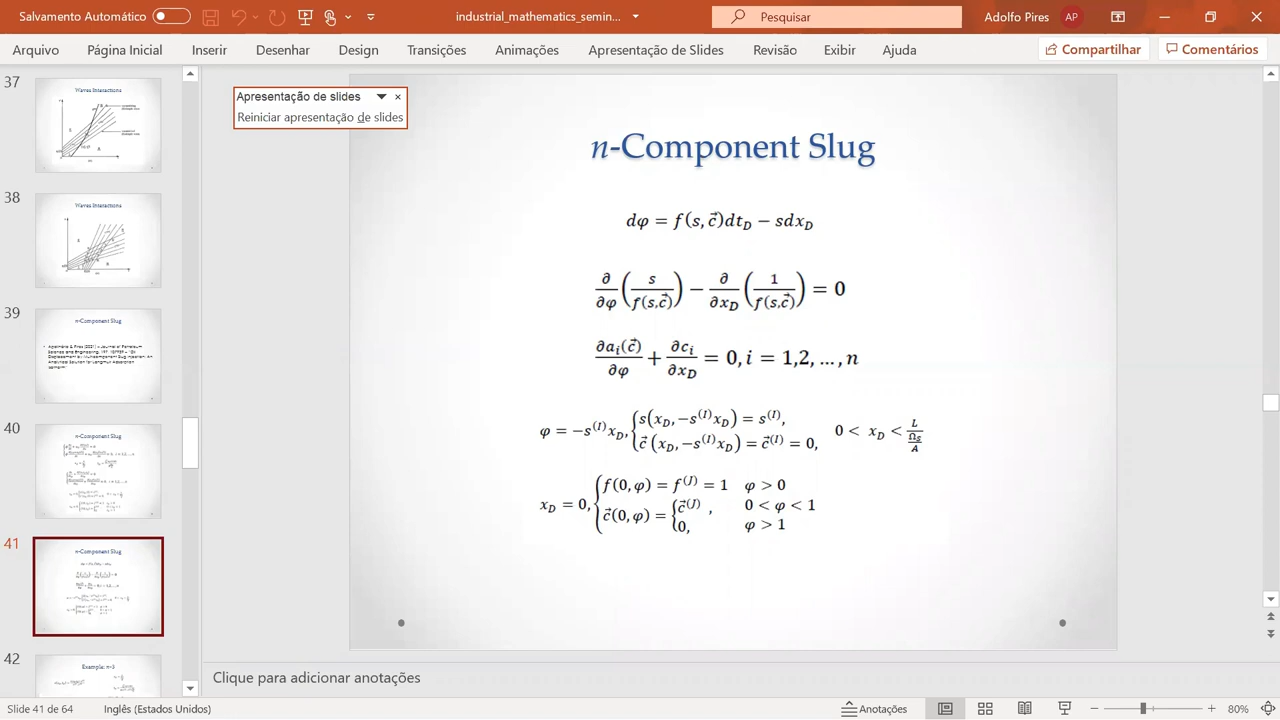 Salvamento Automático
industrial_mathematics_semin...
Pesquisar
Adolfo Pires
AP
Arquivo
Página Inicial
Inserir
Desenhar
Design
Transições
Animações
Apresentação de Slides
Revisão
Exibir
Ajuda
Compartilhar
Comentários
37
Waves Interactions
38
Waves Interactions
39
n-Component Slug
40
n-Component Slug
41
n-Component Slug
42
Example: n=3
Apresentação de slides
Reiniciar apresentação de slides
n-Component Slug
dφ = f(s, c⃗)dt_D − sdx_D
∂/∂φ (s/f(s,c⃗)) − ∂/∂x_D (1/f(s,c⃗)) = 0
∂a_i(c⃗)/∂φ + ∂c_i/∂x_D = 0, i = 1,2, …, n
φ = −s^(I)x_D, { s(x_D, −s^(I)x_D) = s^(I),
c⃗ (x_D, −s^(I)x_D) = c⃗^(I) = 0, 0 < x_D < L/(Ω_s/A)
x_D = 0, { f(0, φ) = f^(J) = 1 φ > 0
c⃗(0, φ) = { c⃗^(J) , 0 < φ < 1
0, φ > 1
Clique para adicionar anotações
Slide 41 de 64
Inglês (Estados Unidos)
Anotações
80%